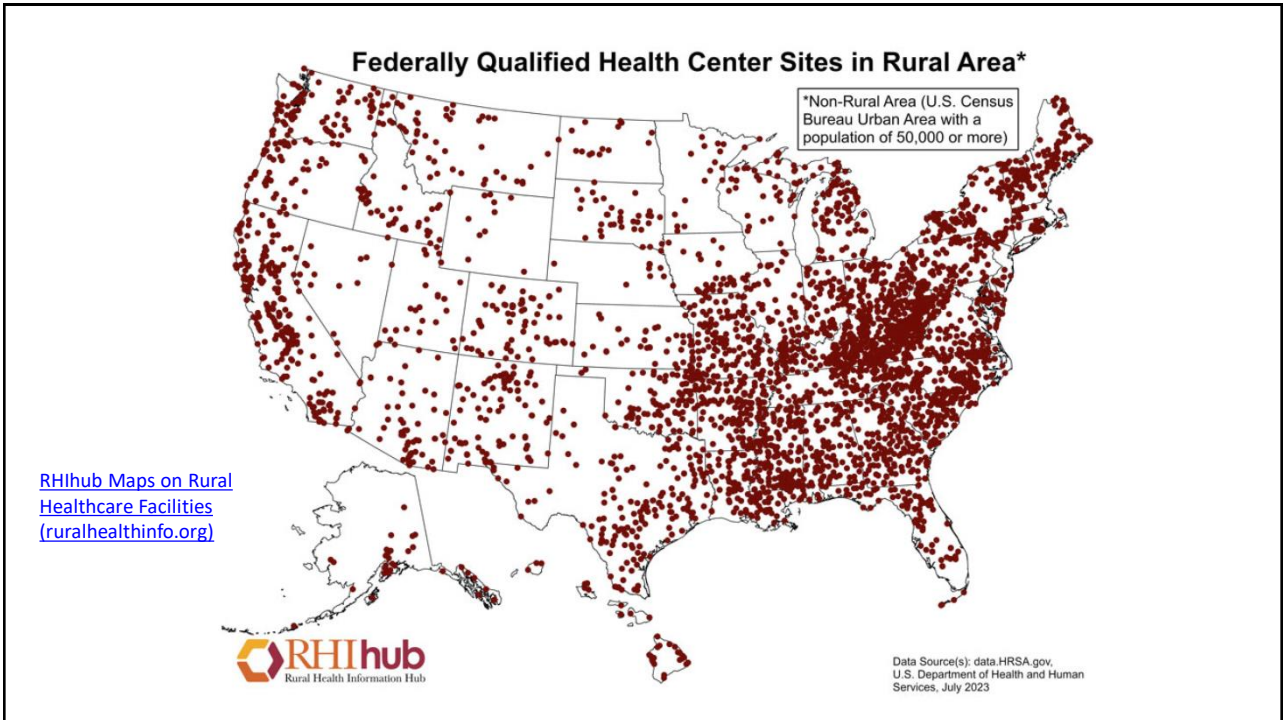 Federally Qualified Health Center Sites in Rural Area*
*Non-Rural Area (U.S. Census
Bureau Urban Area with a
population of 50,000 or more)
RHIhub Maps on Rural
Healthcare Facilities
(ruralhealthinfo.org)
RHIhub
Rural Health Information Hub
Data Source(s): data.HRSA.gov,
U.S. Department of Health and Human
Services, July 2023